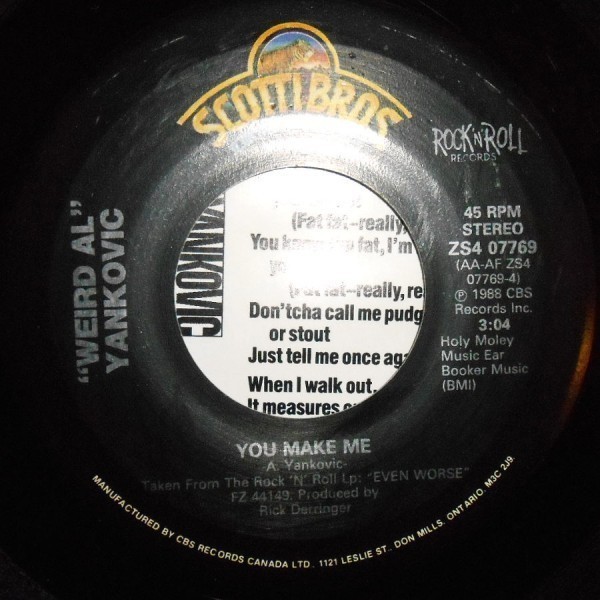 SCOTTI BROS
ROCK 'N' ROLL
RECORDS
"WEIRD AL"
YANKOVIC
45 RPM
STEREO
ZS4 07769
(AA-AF ZS4
07769-4)
℗ 1988 CBS
Records Inc.
3:04
Holy Moley
Music Ear
Booker Music
(BMI)
YANKOVIC
(Fat fat-really,
You know fat, I'm
(Fat fat-really, re
Don'tcha call me pudg
or stout
Just tell me once aga
When I walk out
It measures
YOU MAKE ME
A. Yankovic-
Taken From The Rock 'N' Roll Lp: "EVEN WORSE"
FZ 44149. Produced by
Rick Derringer
MANUFACTURED BY CBS RECORDS CANADA LTD. 1121 LESLIE ST., DON MILLS, ONTARIO. M3C 2J9.